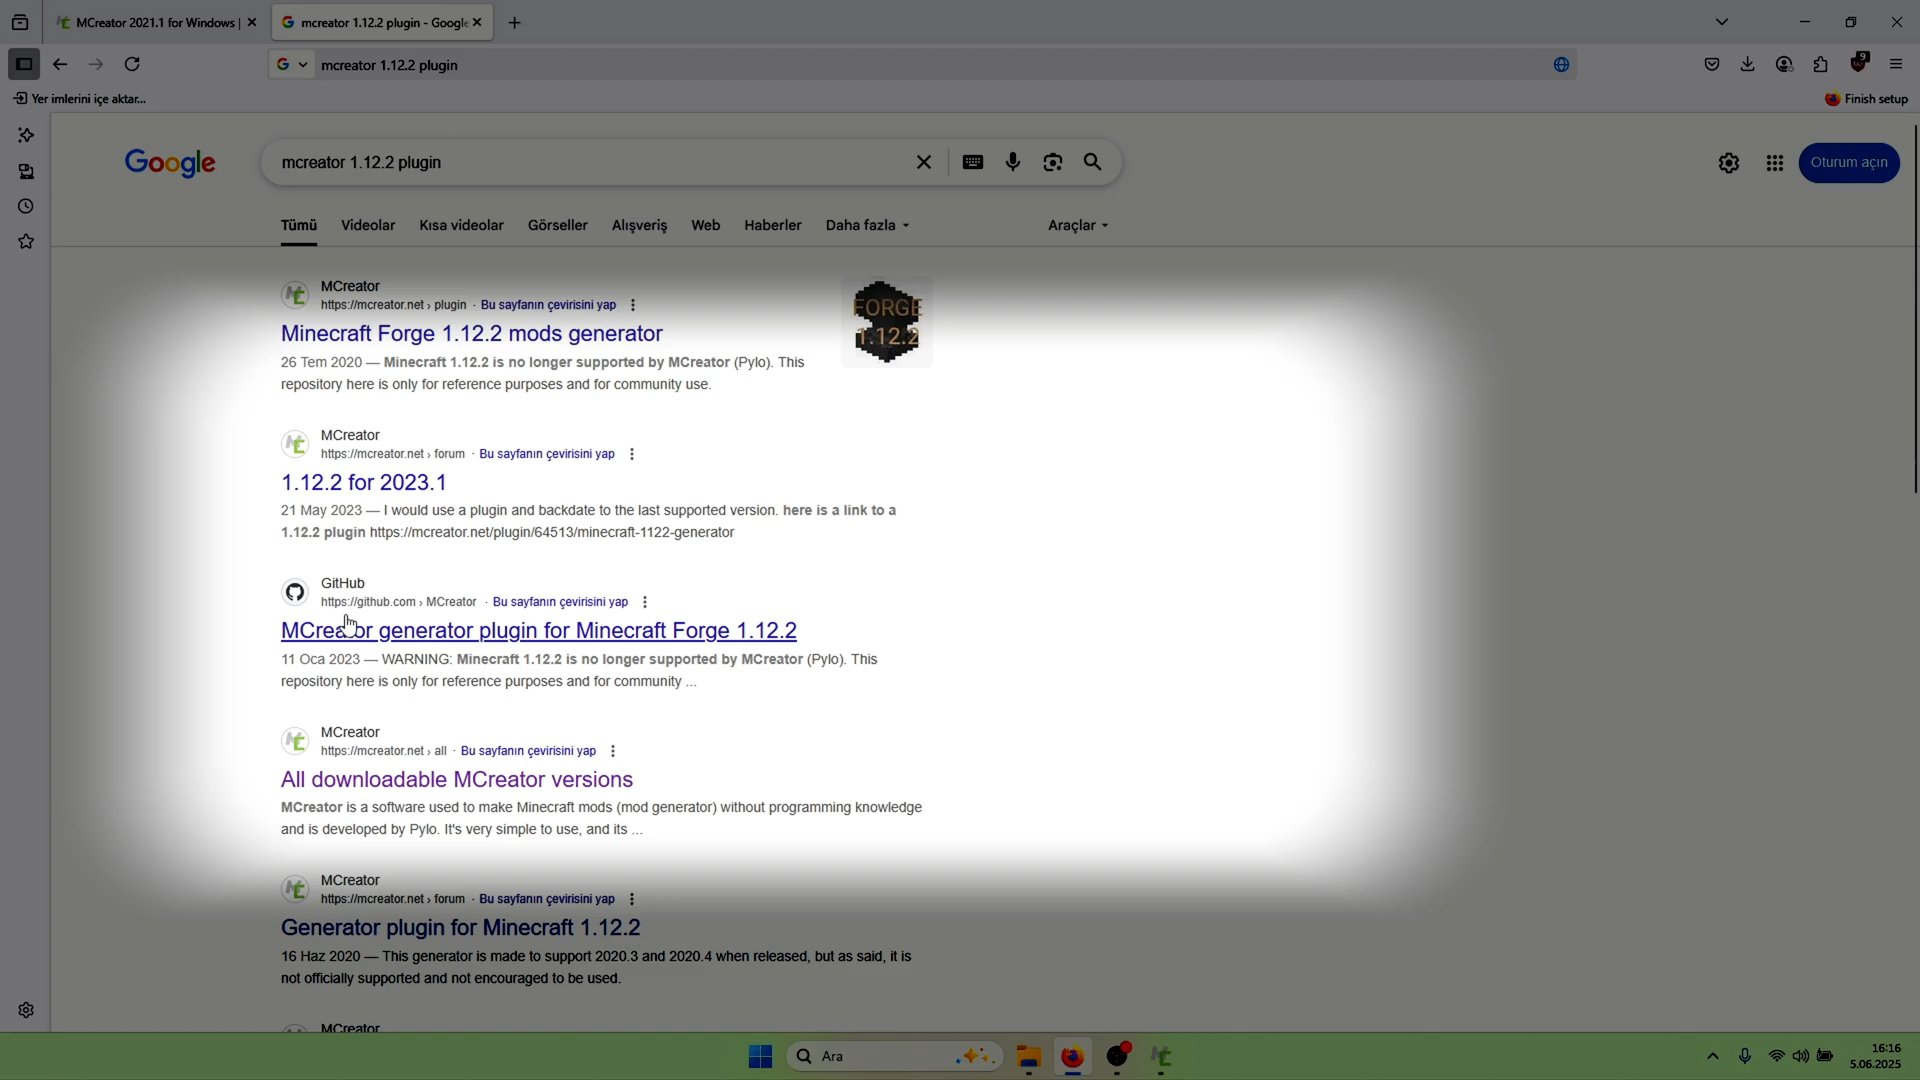 MCreator 2021.1 for Windows |
mcreator 1.12.2 plugin - Google
mcreator 1.12.2 plugin
9
Yer imlerini içe aktar...
Finish setup
Google
mcreator 1.12.2 plugin
Oturum açın
Tümü
Videolar
Kısa videolar
Görseller
Alışveriş
Web
Haberler
Daha fazla
Araçlar
MCreator
https://mcreator.net › plugin · Bu sayfanın çevirisini yap
Minecraft Forge 1.12.2 mods generator
26 Tem 2020 — Minecraft 1.12.2 is no longer supported by MCreator (Pylo). This
repository here is only for reference purposes and for community use.
FORGE
1.12.2
MCreator
https://mcreator.net › forum · Bu sayfanın çevirisini yap
1.12.2 for 2023.1
21 May 2023 — I would use a plugin and backdate to the last supported version. here is a link to a
1.12.2 plugin https://mcreator.net/plugin/64513/minecraft-1122-generator
GitHub
https://github.com › MCreator · Bu sayfanın çevirisini yap
MCreator generator plugin for Minecraft Forge 1.12.2
11 Oca 2023 — WARNING: Minecraft 1.12.2 is no longer supported by MCreator (Pylo). This
repository here is only for reference purposes and for community ...
MCreator
https://mcreator.net › all · Bu sayfanın çevirisini yap
All downloadable MCreator versions
MCreator is a software used to make Minecraft mods (mod generator) without programming knowledge
and is developed by Pylo. It's very simple to use, and its ...
MCreator
https://mcreator.net › forum · Bu sayfanın çevirisini yap
Generator plugin for Minecraft 1.12.2
16 Haz 2020 — This generator is made to support 2020.3 and 2020.4 when released, but as said, it is
not officially supported and not encouraged to be used.
MCreator
Ara
16:16
5.06.2025